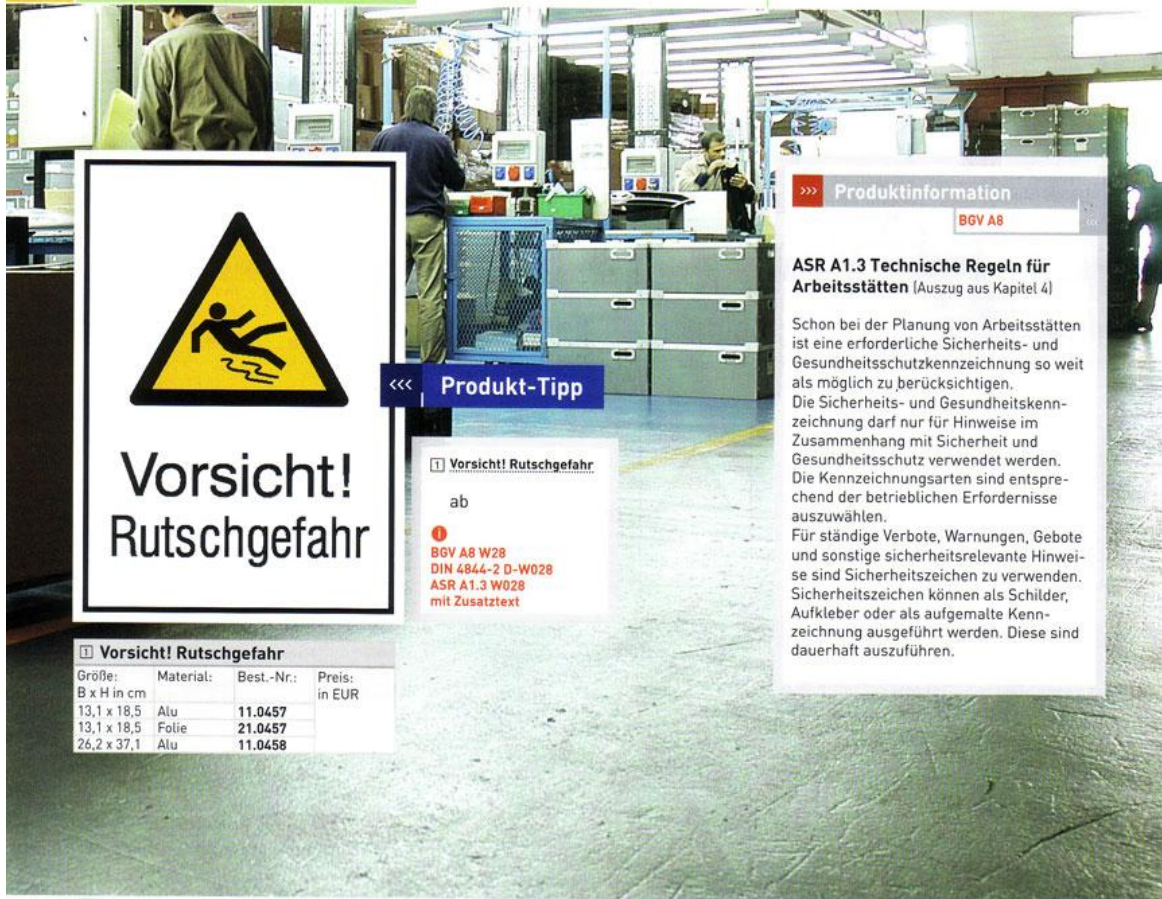 Vorsicht!
Rutschgefahr
<<< Produkt-Tipp
1 Vorsicht! Rutschgefahr
ab
i
BGV A8 W28
DIN 4844-2 D-W028
ASR A1.3 W028
mit Zusatztext
1 Vorsicht! Rutschgefahr
Größe: Material: Best.-Nr.: Preis:
B x H in cm in EUR
13,1 x 18,5 Alu 11.0457
13,1 x 18,5 Folie 21.0457
26,2 x 37,1 Alu 11.0458
>>> Produktinformation
BGV A8 <<<
ASR A1.3 Technische Regeln für
Arbeitsstätten (Auszug aus Kapitel 4)
Schon bei der Planung von Arbeitsstätten
ist eine erforderliche Sicherheits- und
Gesundheitsschutzkennzeichnung so weit
als möglich zu berücksichtigen.
Die Sicherheits- und Gesundheitskenn-
zeichnung darf nur für Hinweise im
Zusammenhang mit Sicherheit und
Gesundheitsschutz verwendet werden.
Die Kennzeichnungsarten sind entspre-
chend der betrieblichen Erfordernisse
auszuwählen.
Für ständige Verbote, Warnungen, Gebote
und sonstige sicherheitsrelevante Hinwei-
se sind Sicherheitszeichen zu verwenden.
Sicherheitszeichen können als Schilder,
Aufkleber oder als aufgemalte Kenn-
zeichnung ausgeführt werden. Diese sind
dauerhaft auszuführen.